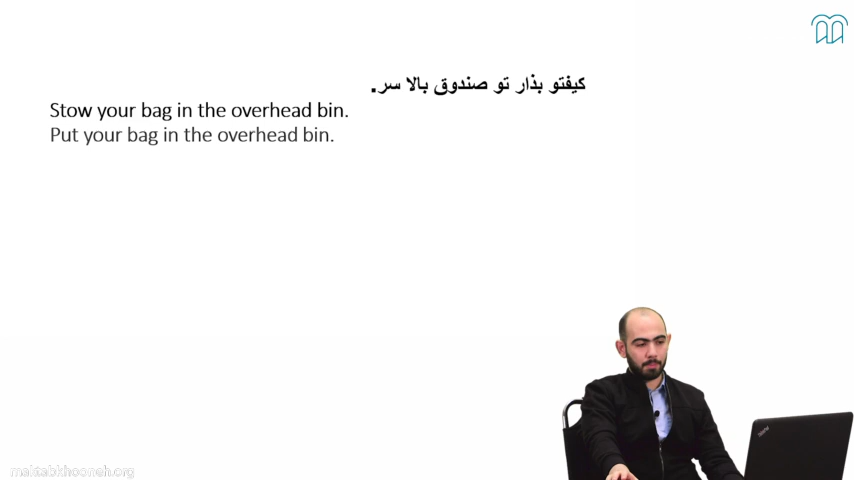 کیفتو بذار تو صندوق بالا سر.
Stow your bag in the overhead bin.
Put your bag in the overhead bin.
maktabkhooneh.org